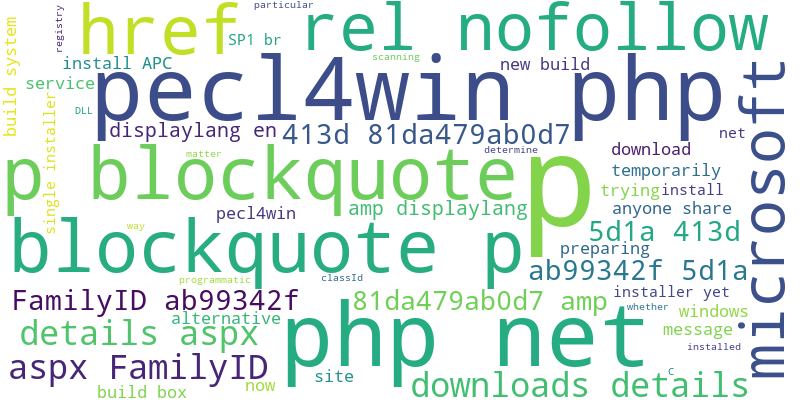 particular
href rel nofollow
registry
build system
SP1 br
install APC
scanning
new build
service
pecl4win php
microsoft
DLL
displaylang en
413d 81da479ab0d7
net
single installer
matter
determine
download
p blockquote
p
temporarily
trying install
amp displaylang
anyone share
pecl4win
way
5d1a 413d
blockquote p
preparing
ab99342f 5d1a
programmatic
classId
FamilyID ab99342f
81da479ab0d7 amp
installer yet
whether
windows
alternative
php net
message
details aspx
installed
aspx FamilyID
site
c
now
downloads details
build box